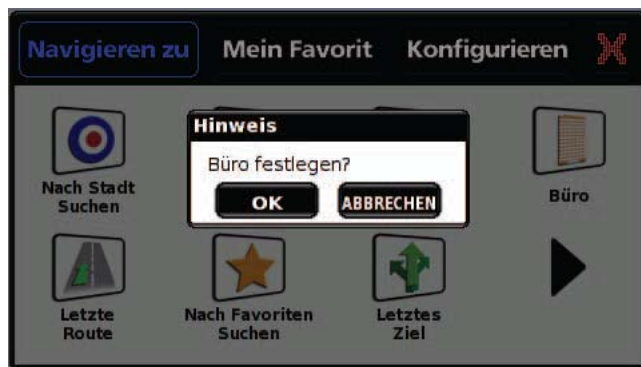 Navigieren zu Mein Favorit Konfigurieren
Hinweis
Büro festlegen?
OK ABBRECHEN
Nach Stadt
Suchen
Büro
Letzte
Route
Nach Favoriten
Suchen
Letztes
Ziel